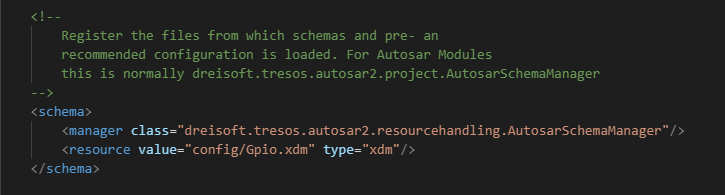 <!--
Register the files from which schemas and pre- an
recommended configuration is loaded. For Autosar Modules
this is normally dreisoft.tresos.autosar2.project.AutosarSchemaManager
-->
<schema>
<manager class="dreisoft.tresos.autosar2.resourcehandling.AutosarSchemaManager"/>
<resource value="config/Gpio.xdm" type="xdm"/>
</schema>